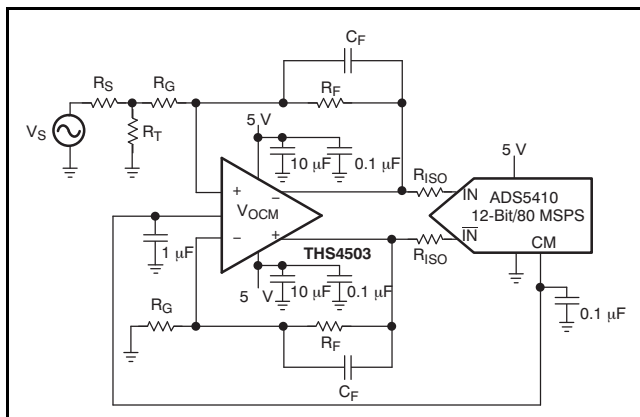 C_F
R_S
R_G
R_F
V_S
R_T
5 V
10 µF
0.1 µF
R_ISO
5 V
IN
ADS5410
12-Bit/80 MSPS
IN
CM
+
−
V_OCM
−
+
THS4503
R_ISO
1 µF
10 µF
0.1 µF
5 V
0.1 µF
R_G
R_F
C_F